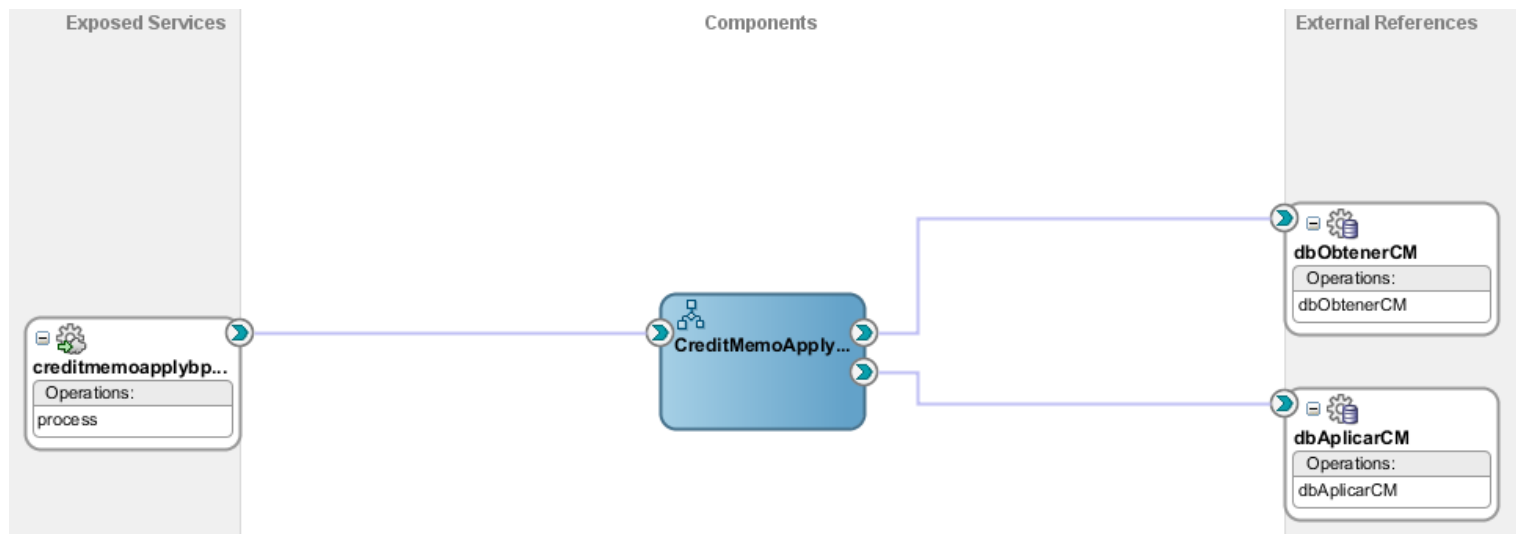 Exposed Services
Components
External References
creditmemoapplybp...
Operations:
process
CreditMemoApply...
dbObtenerCM
Operations:
dbObtenerCM
dbAplicarCM
Operations:
dbAplicarCM